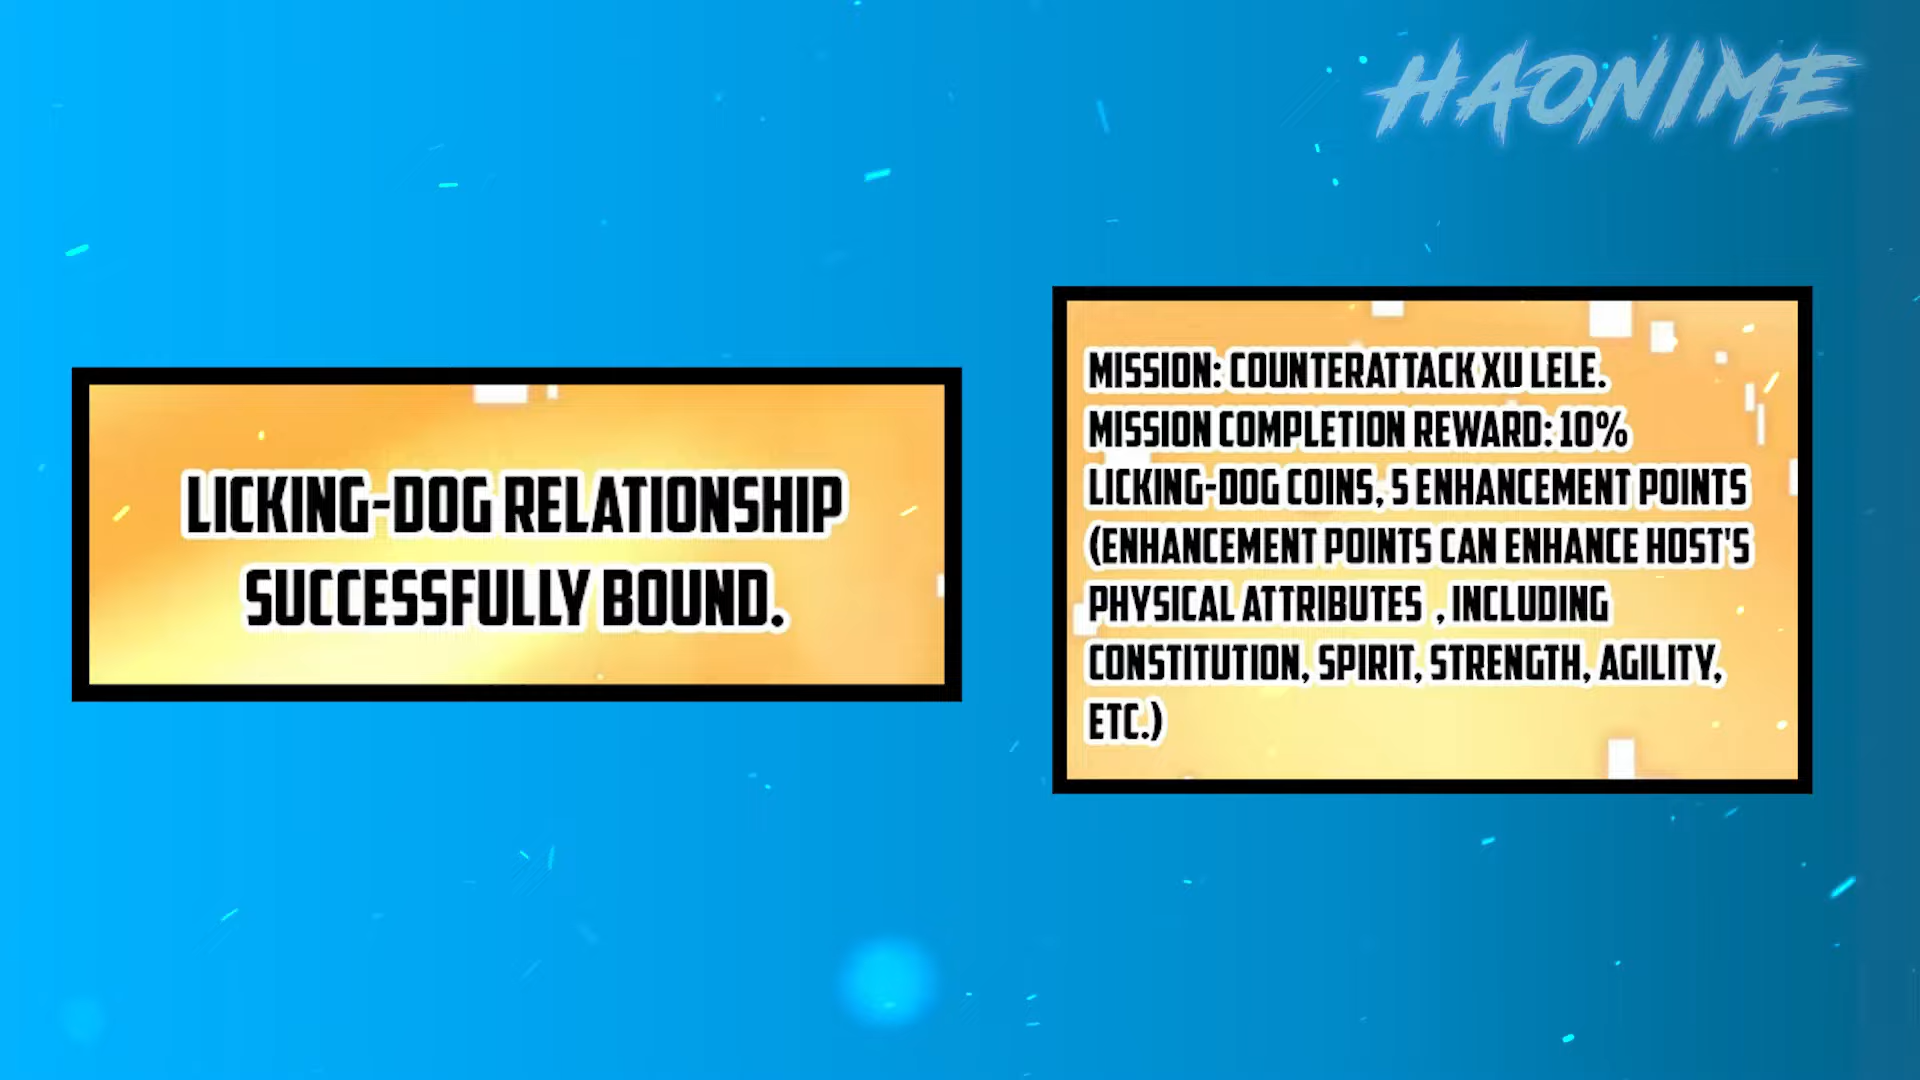 HAONIME
LICKING-DOG RELATIONSHIP
SUCCESSFULLY BOUND.
MISSION: COUNTERATTACK XU LELE.
MISSION COMPLETION REWARD: 10%
LICKING-DOG COINS, 5 ENHANCEMENT POINTS
(ENHANCEMENT POINTS CAN ENHANCE HOST'S
PHYSICAL ATTRIBUTES , INCLUDING
CONSTITUTION, SPIRIT, STRENGTH, AGILITY,
ETC.)